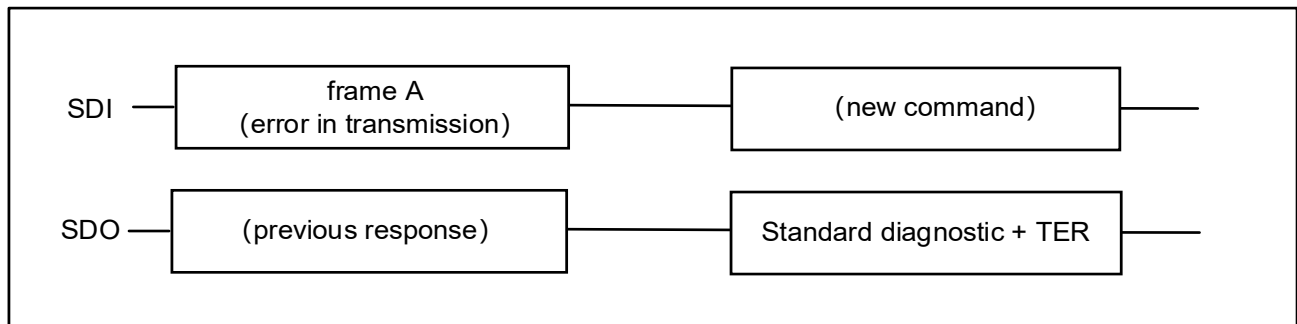 SDI
frame A
(error in transmission)
(new command)
SDO
(previous response)
Standard diagnostic + TER